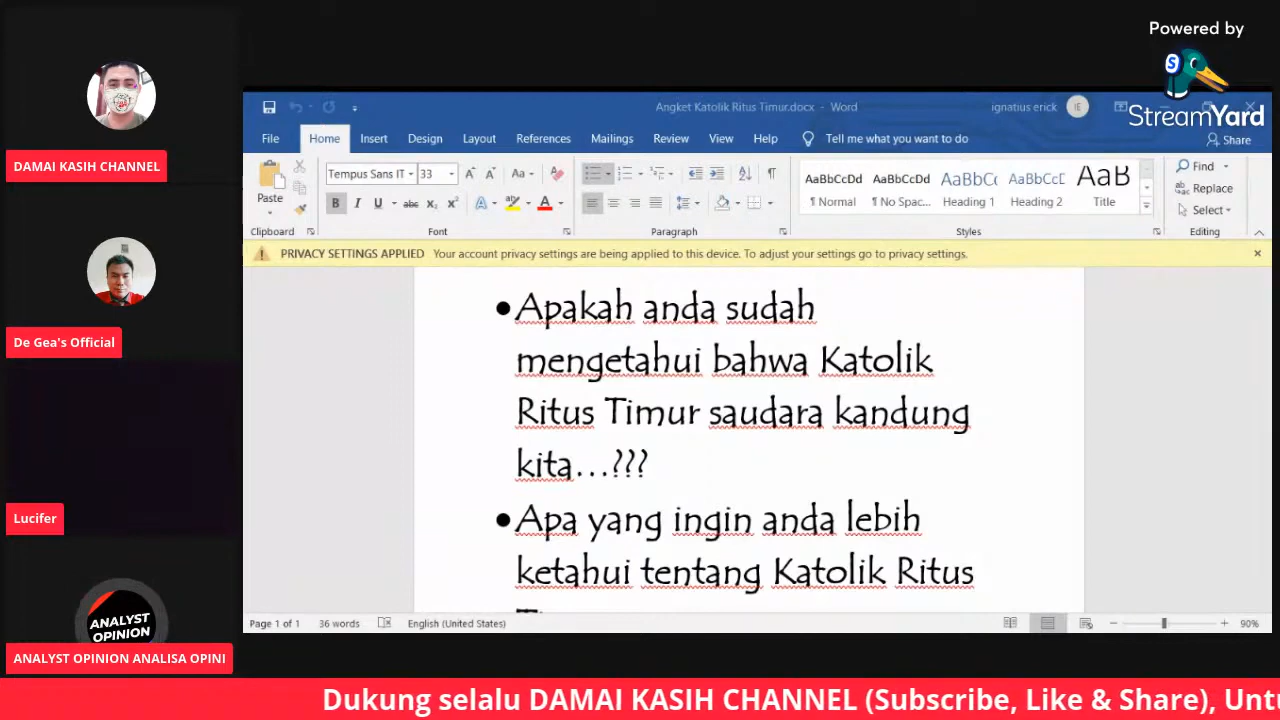 Powered by
StreamYard
DAMAI KASIH CHANNEL
De Gea's Official
Lucifer
ANALYST
OPINION
ANALYST OPINION ANALISA OPINI
Angket Katolik Ritus Timur.docx - Word
ignatius erick
IE
File Home Insert Design Layout References Mailings Review View Help Tell me what you want to do
Share
Paste
Clipboard
Tempus Sans IT 33
Font
Paragraph
AaBbCcDd AaBbCcDd AaBbCc AaBbCcD AaB
¶ Normal ¶ No Spac... Heading 1 Heading 2 Title
Styles
Find
Replace
Select
Editing
PRIVACY SETTINGS APPLIED Your account privacy settings are being applied to this device. To adjust your settings go to privacy settings.
•Apakah anda sudah
mengetahui bahwa Katolik
Ritus Timur saudara kandung
kita...???
•Apa yang ingin anda lebih
ketahui tentang Katolik Ritus
Page 1 of 1 36 words English (United States) 90%
Dukung selalu DAMAI KASIH CHANNEL (Subscribe, Like & Share), Untu